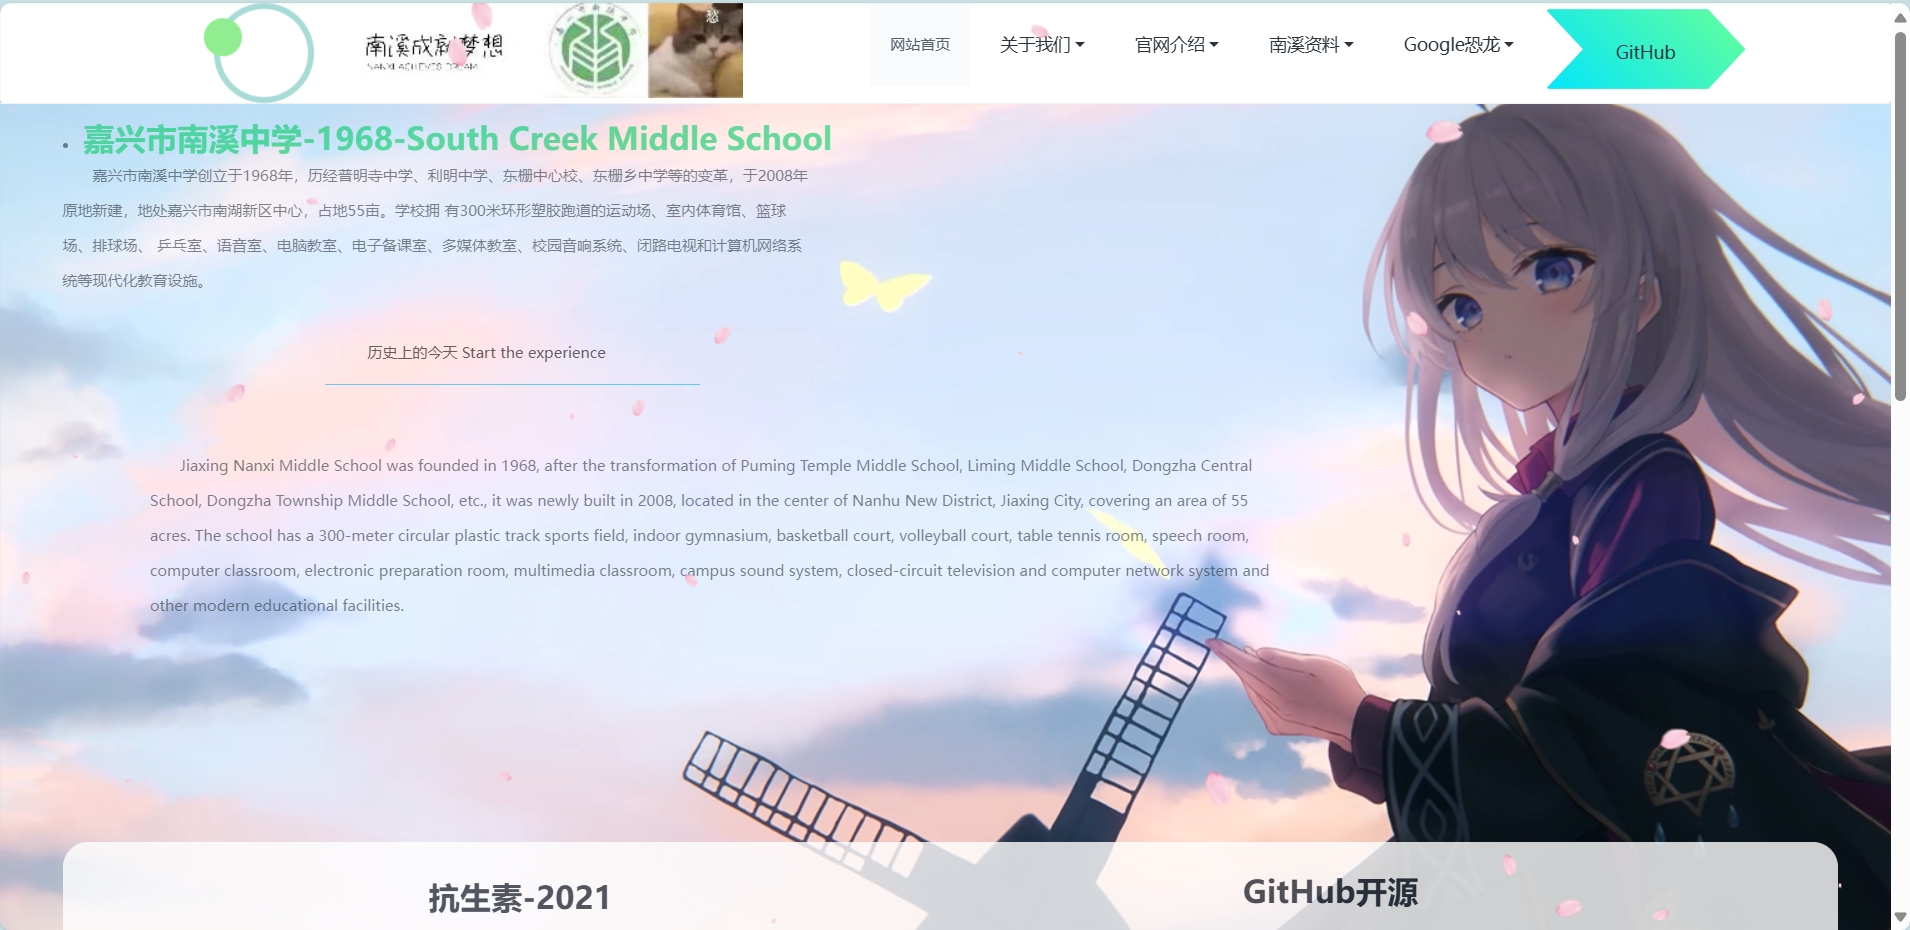 南溪成就梦想
NANXI ACHIEVES DREAM
愁
网站首页
关于我们
官网介绍
南溪资料
Google恐龙
GitHub
嘉兴市南溪中学-1968-South Creek Middle School
嘉兴市南溪中学创立于1968年，历经普明寺中学、利明中学、东栅中心校、东栅乡中学等的变革，于2008年
原地新建，地处嘉兴市南湖新区中心，占地55亩。学校拥 有300米环形塑胶跑道的运动场、室内体育馆、篮球
场、排球场、 乒乓室、语音室、电脑教室、电子备课室、多媒体教室、校园音响系统、闭路电视和计算机网络系
统等现代化教育设施。
历史上的今天 Start the experience
Jiaxing Nanxi Middle School was founded in 1968, after the transformation of Puming Temple Middle School, Liming Middle School, Dongzha Central
School, Dongzha Township Middle School, etc., it was newly built in 2008, located in the center of Nanhu New District, Jiaxing City, covering an area of 55
acres. The school has a 300-meter circular plastic track sports field, indoor gymnasium, basketball court, volleyball court, table tennis room, speech room,
computer classroom, electronic preparation room, multimedia classroom, campus sound system, closed-circuit television and computer network system and
other modern educational facilities.
抗生素-2021
GitHub开源